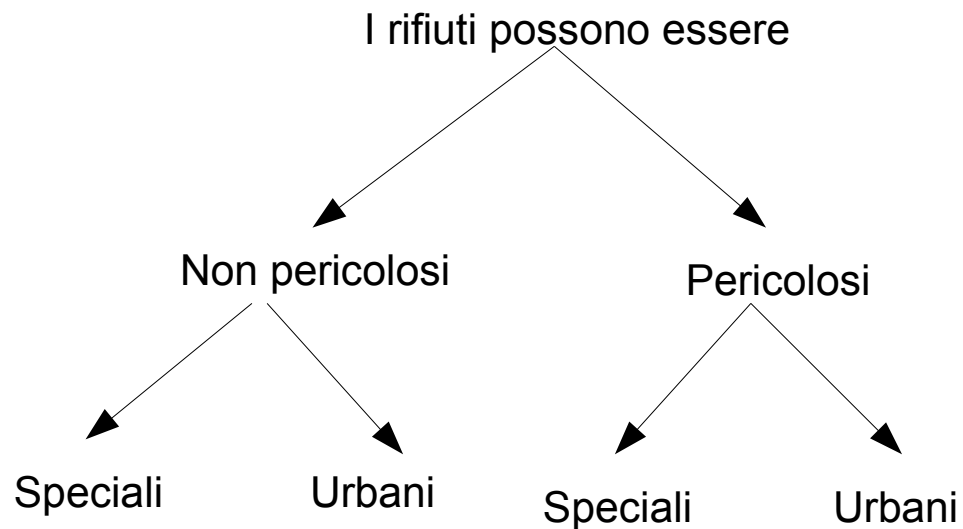 I rifiuti possono essere
Non pericolosi
Pericolosi
Speciali
Urbani
Speciali
Urbani